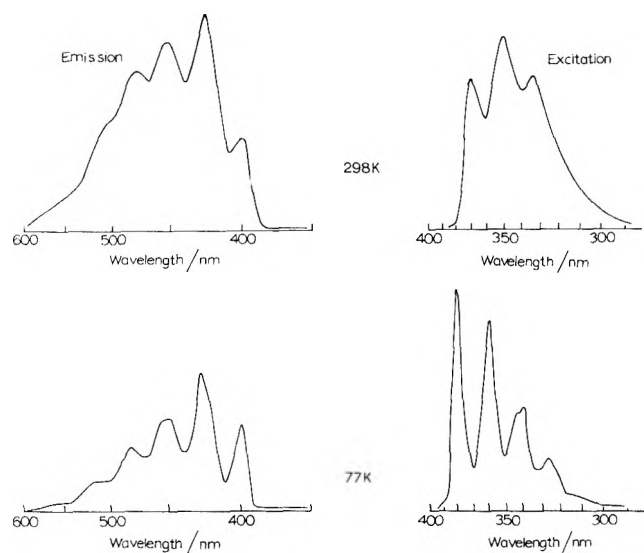 Emission
Excitation
298K
600 500 400
Wavelength /nm
400 350 300
Wavelength /nm
77K
600 500 400
Wavelength /nm
400 350 300
Wavelength /nm